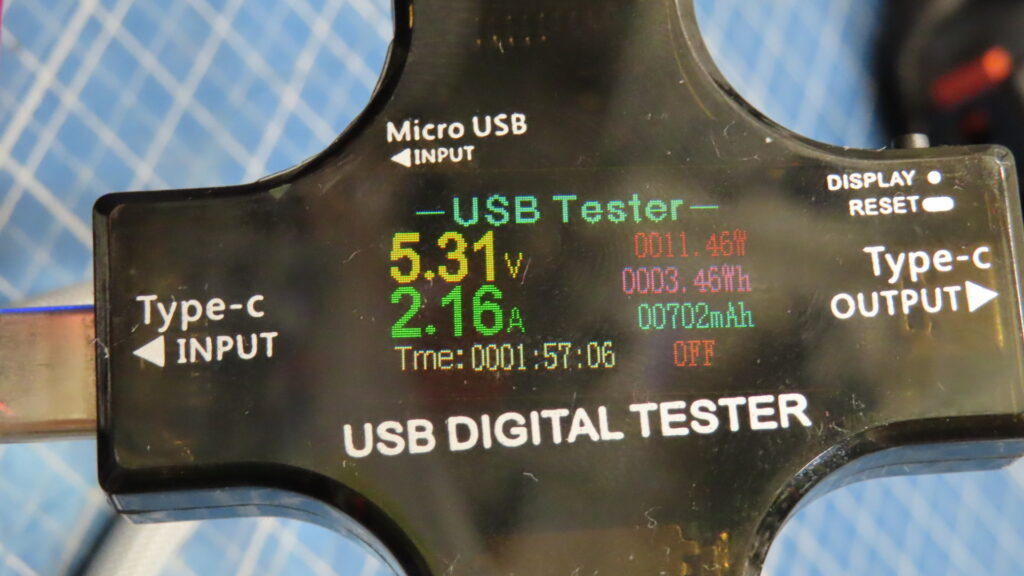 Micro USB
◀INPUT
DISPLAY ●
RESET
—USB Tester—
5.31V
0011.46W
0003.46Wh
2.16A
00702mAh
Tme:0001:57:06
OFF
Type-c
◀INPUT
Type-c
OUTPUT▶
USB DIGITAL TESTER